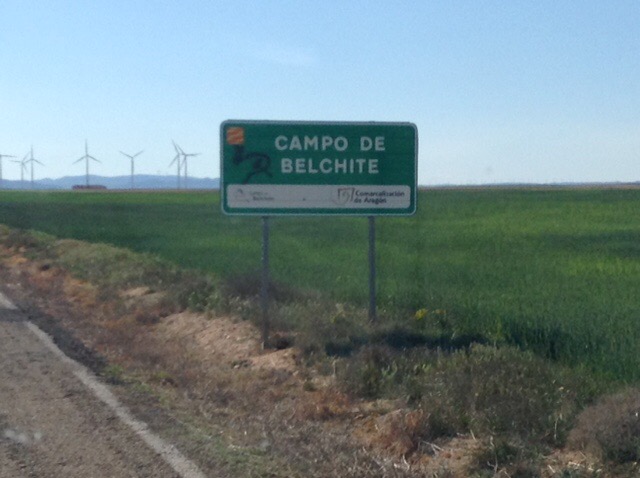 CAMPO DE
BELCHITE
Comarcalización
de Aragón